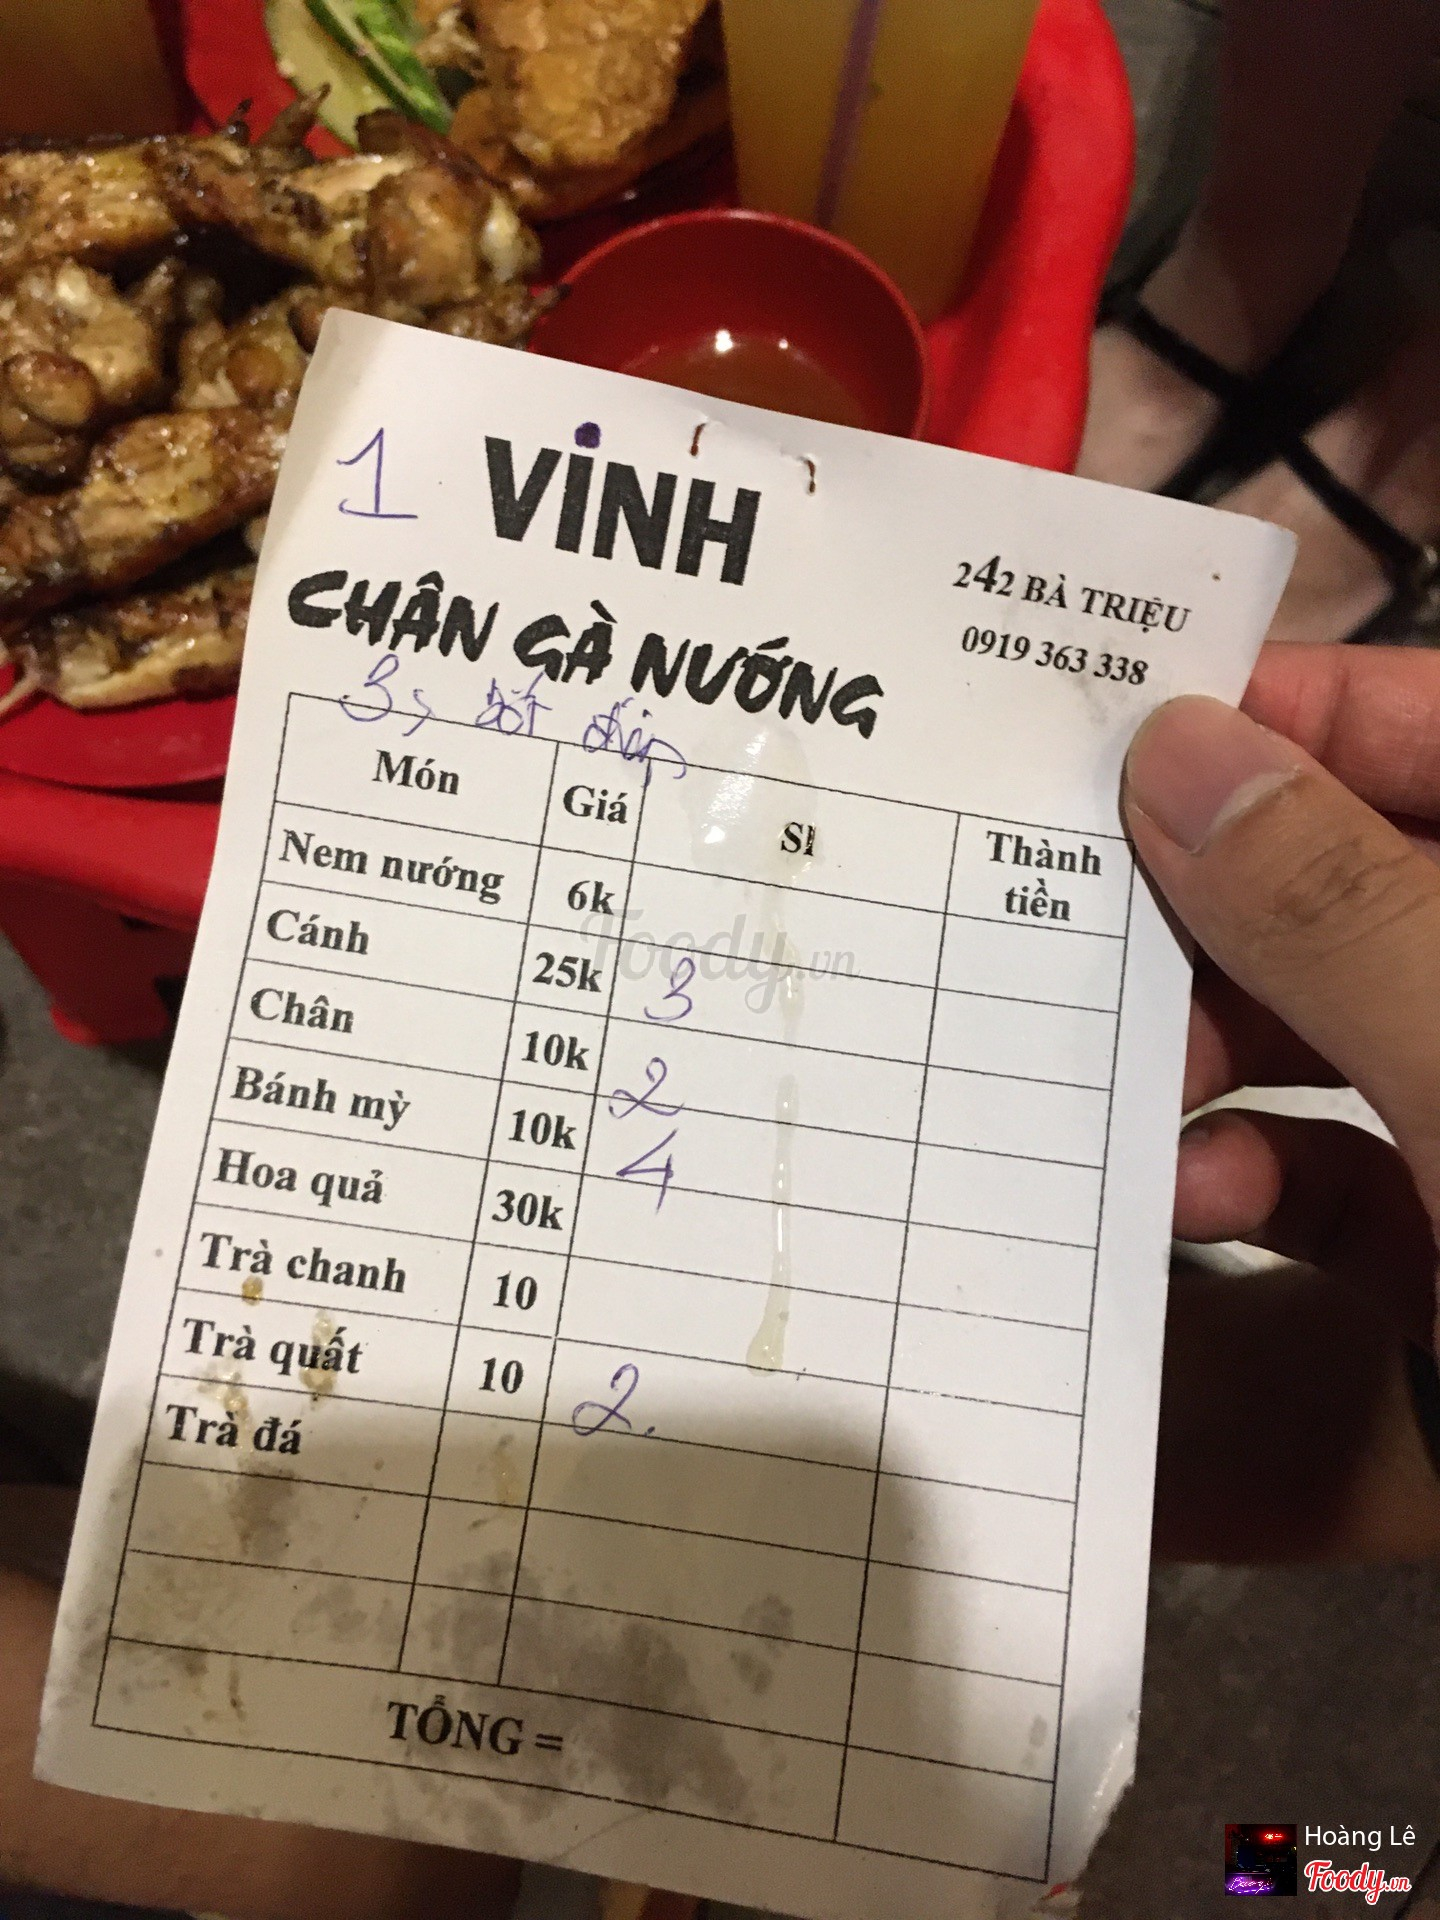 1
VINH
CHÂN GÀ NƯỚNG
242 BÀ TRIỆU
0919 363 338
Món Giá Sl Thành tiền
Nem nướng 6k
Cánh 25k 3
Chân 10k 2
Bánh mỳ 10k 4
Hoa quả 30k
Trà chanh 10
Trà quất 10 2.
Trà đá
TỔNG =
Foody.vn
Hoàng Lê
Foody.vn